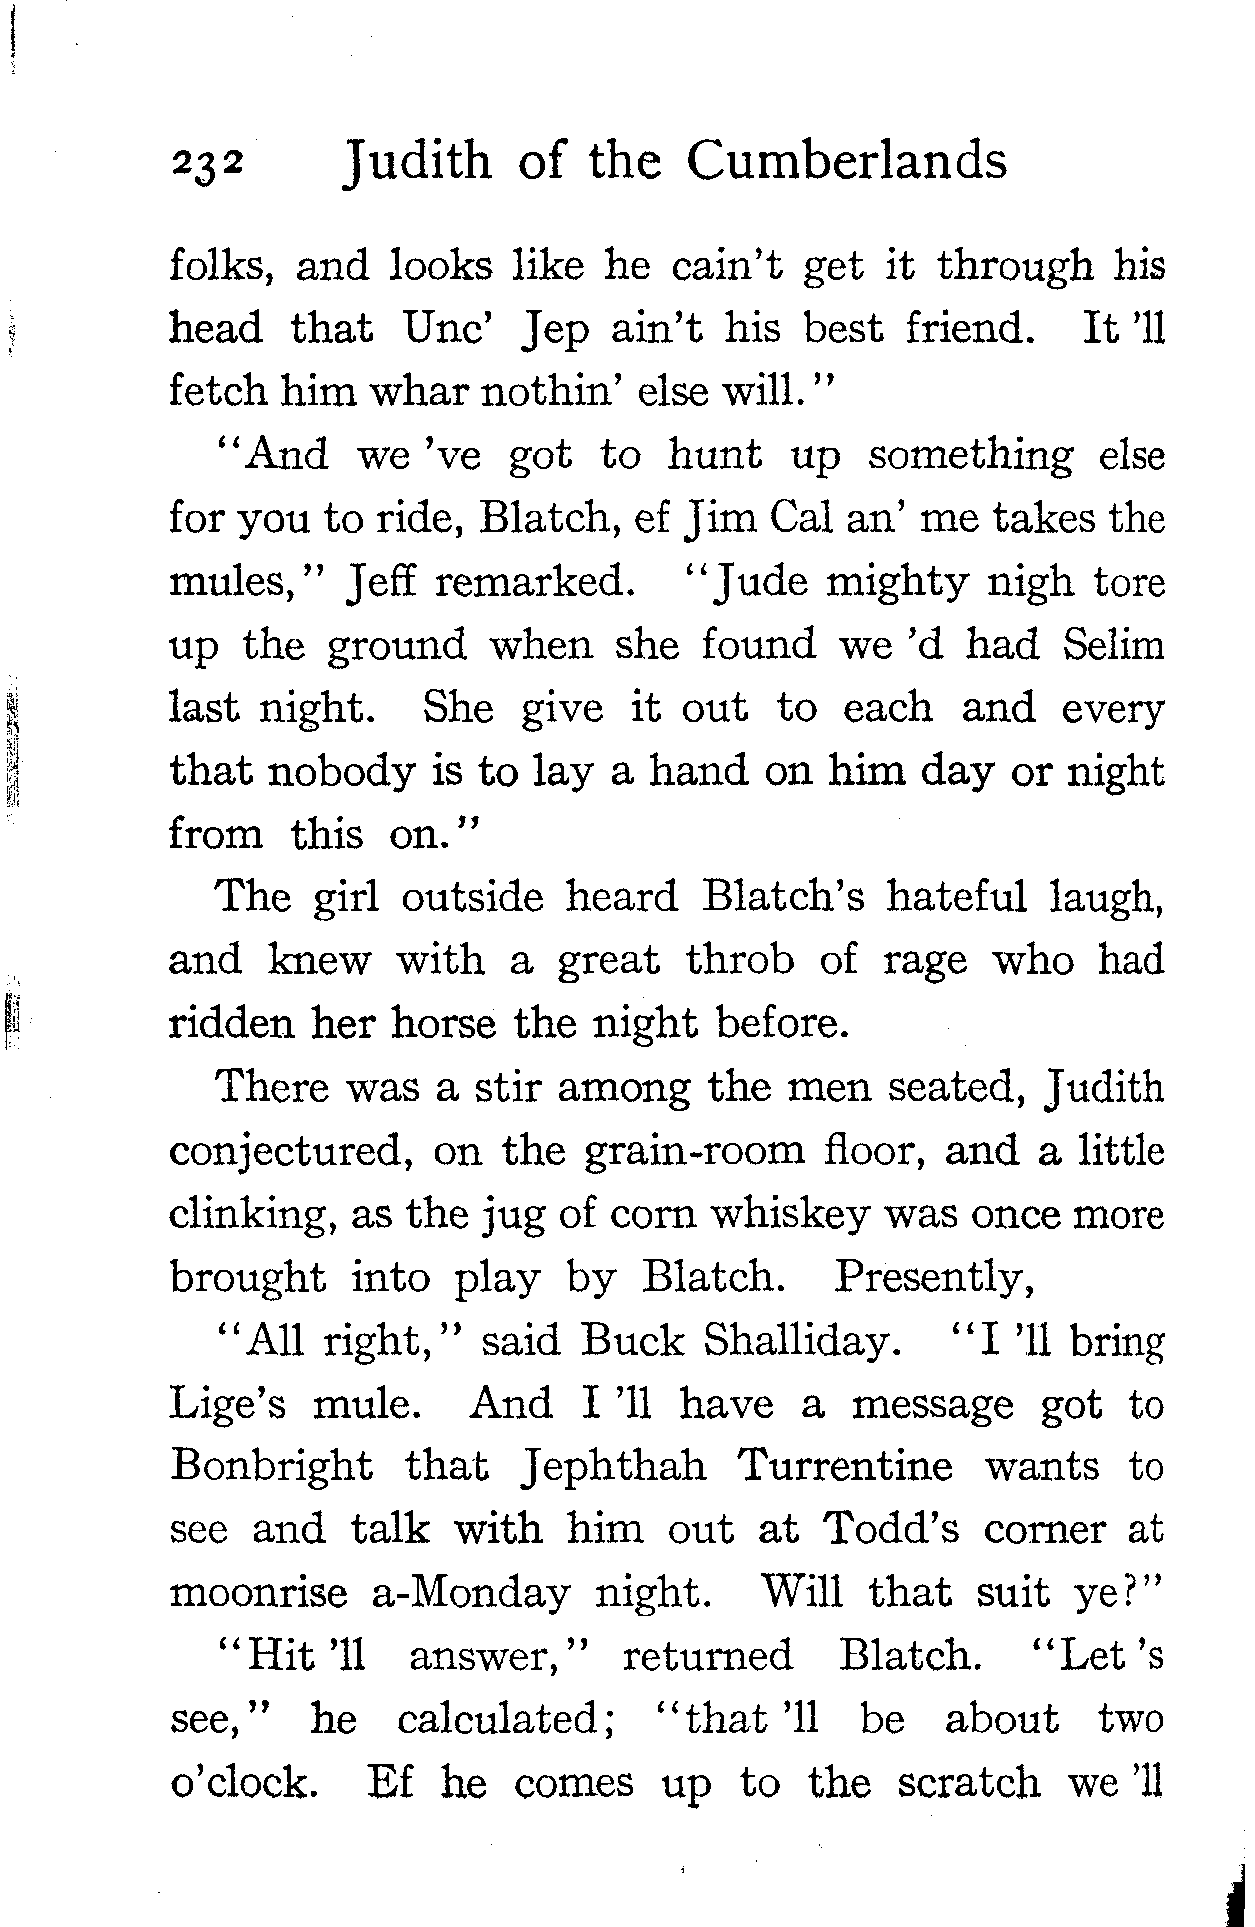 232 Judith of the Cumberlands
folks, and looks like he cain't get it through his
head that Unc' Jep ain't his best friend. It 'll
fetch him whar nothin' else will."
"And we 've got to hunt up something else
for you to ride, Blatch, ef Jim Cal an' me takes the
mules," Jeff remarked. "Jude mighty nigh tore
up the ground when she found we 'd had Selim
last night. She give it out to each and every
that nobody is to lay a hand on him day or night
from this on."
The girl outside heard Blatch's hateful laugh,
and knew with a great throb of rage who had
ridden her horse the night before.
There was a stir among the men seated, Judith
conjectured, on the grain-room floor, and a little
clinking, as the jug of corn whiskey was once more
brought into play by Blatch. Presently,
"All right," said Buck Shalliday. "I 'll bring
Lige's mule. And I 'll have a message got to
Bonbright that Jephthah Turrentine wants to
see and talk with him out at Todd's corner at
moonrise a-Monday night. Will that suit ye?"
"Hit 'll answer," returned Blatch. "Let 's
see," he calculated; "that 'll be about two
o'clock. Ef he comes up to the scratch we 'll